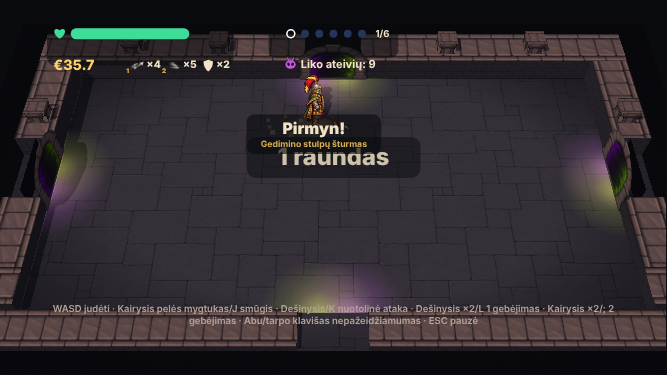 1/6
€35.7
1 ×4 2 ×5 ×2
Liko ateivių: 9
Pirmyn!
Gedimino stulpų šturmas
1 raundas
WASD judėti · Kairysis pelės mygtukas/J smūgis · Dešinysis/K nuotolinė ataka · Dešinysis ×2/L 1 gebėjimas · Kairysis ×2/; 2
gebėjimas · Abu/tarpo klavišas nepažeidžiamumas · ESC pauzė